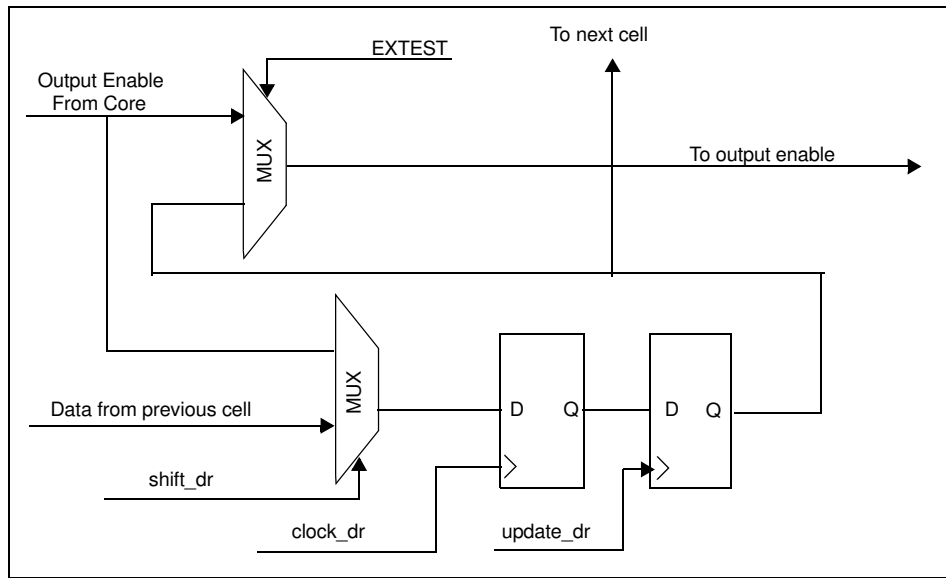 To next cell
EXTEST
Output Enable
From Core
MUX
To output enable
MUX
D
Q
D
Q
Data from previous cell
shift_dr
clock_dr
update_dr